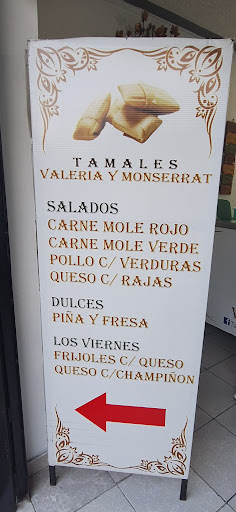 TAMALES
VALERIA Y MONSERRAT
SALADOS
CARNE MOLE ROJO
CARNE MOLE VERDE
POLLO C/ VERDURAS
QUESO C/ RAJAS
DULCES
PIÑA Y FRESA
LOS VIERNES
FRIJOLES C/ QUESO
QUESO C/CHAMPIÑON